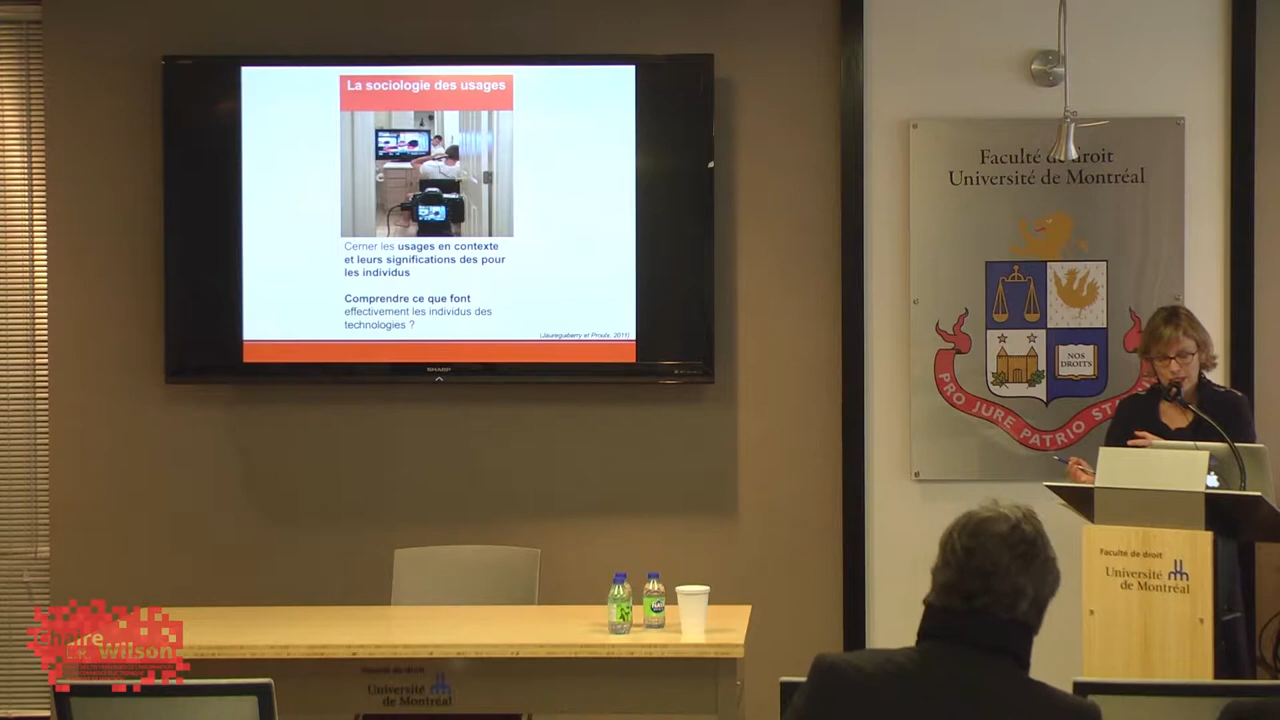 La sociologie des usages
Cerner les usages en contexte
et leurs significations des pour
les individus
Comprendre ce que font
effectivement les individus des
technologies ?
(Jaureguiberry et Proulx, 2011)
SHARP
Faculté de droit
Université de Montréal
NOS
DROITS
PRO JURE PATRIO
Faculté de droit
Université
de Montréal
Chaire
L.R. Wilson
Université
de Montréal